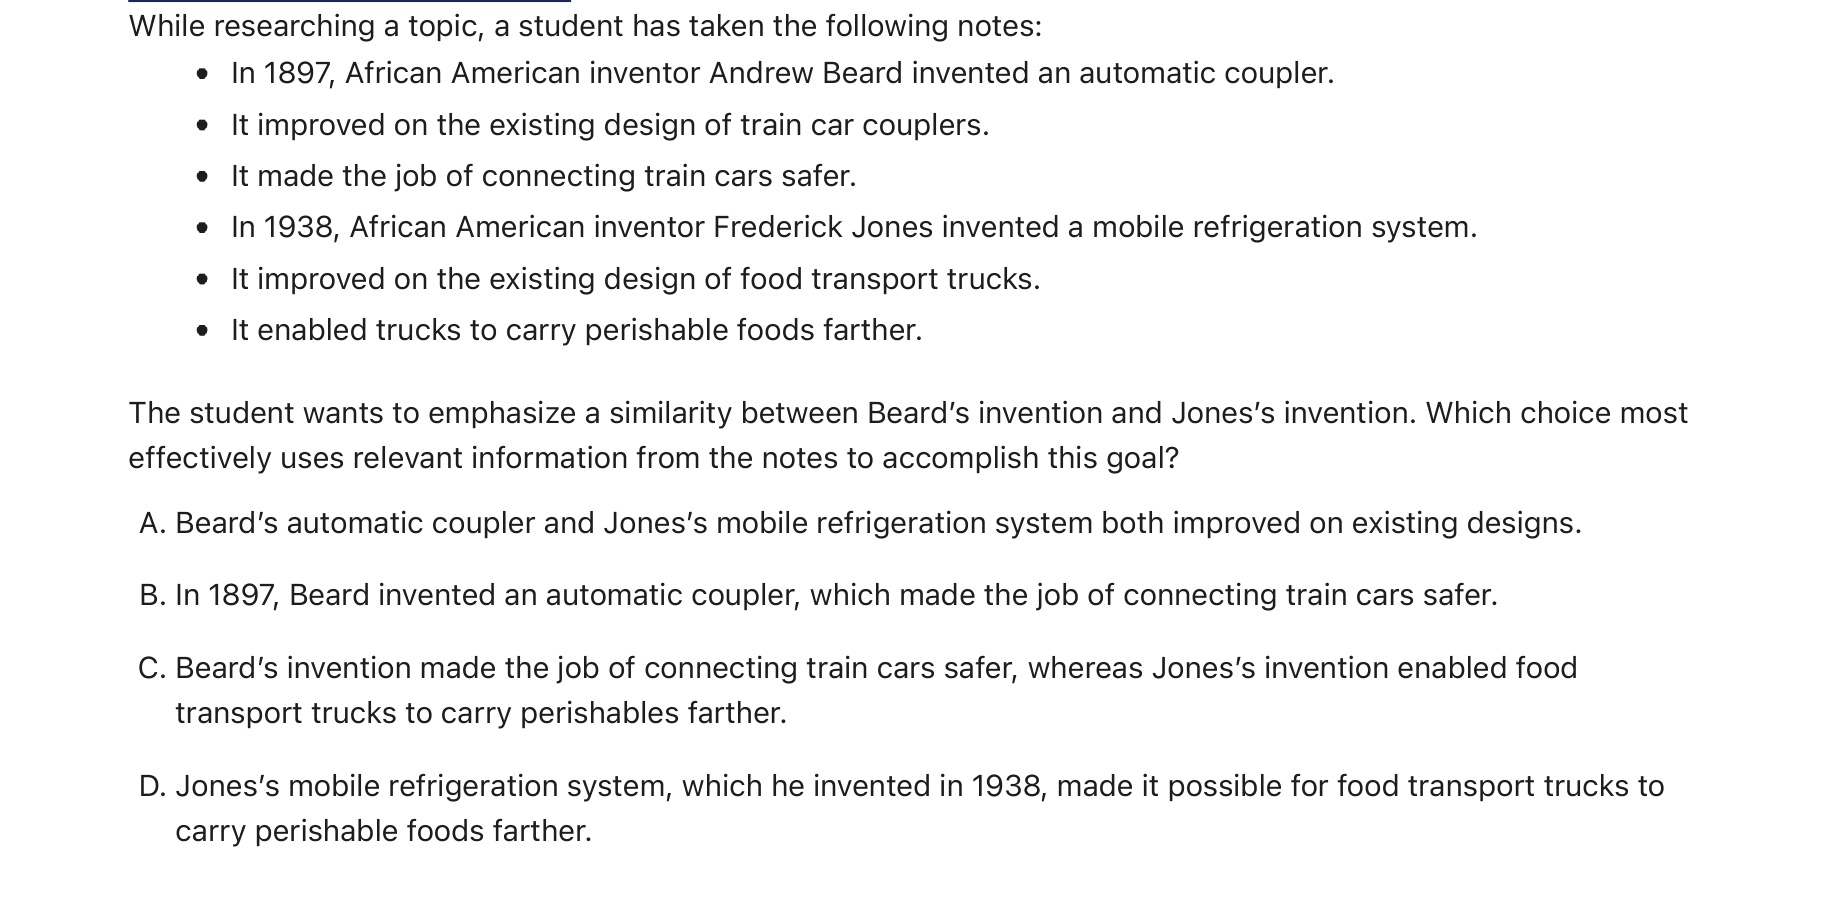 While researching a topic, a student has taken the following notes:
• In 1897, African American inventor Andrew Beard invented an automatic coupler.
• It improved on the existing design of train car couplers.
• It made the job of connecting train cars safer.
• In 1938, African American inventor Frederick Jones invented a mobile refrigeration system.
• It improved on the existing design of food transport trucks.
• It enabled trucks to carry perishable foods farther.
The student wants to emphasize a similarity between Beard’s invention and Jones’s invention. Which choice most
effectively uses relevant information from the notes to accomplish this goal?
A. Beard’s automatic coupler and Jones’s mobile refrigeration system both improved on existing designs.
B. In 1897, Beard invented an automatic coupler, which made the job of connecting train cars safer.
C. Beard’s invention made the job of connecting train cars safer, whereas Jones’s invention enabled food
transport trucks to carry perishables farther.
D. Jones’s mobile refrigeration system, which he invented in 1938, made it possible for food transport trucks to
carry perishable foods farther.